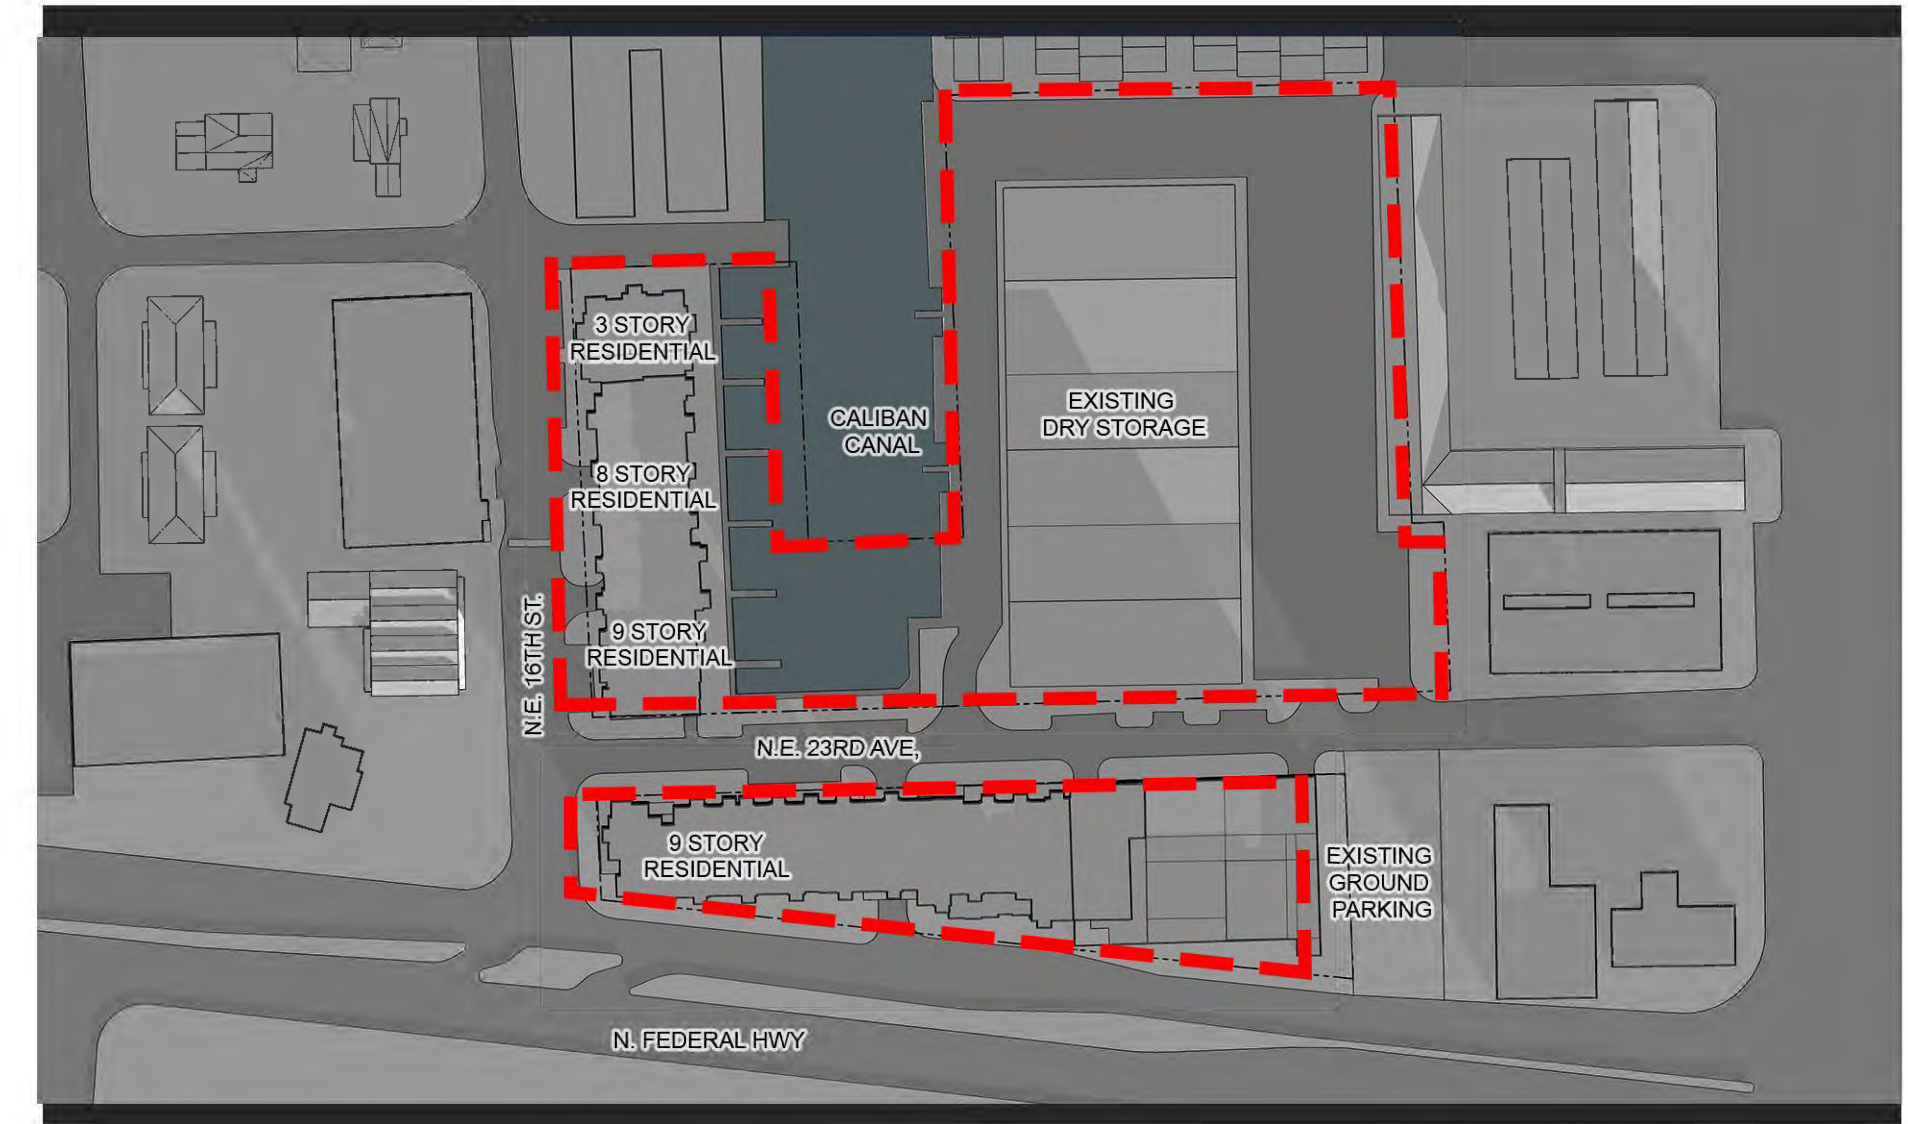 3 STORY
RESIDENTIAL
8 STORY
RESIDENTIAL
9 STORY
RESIDENTIAL
CALIBAN
CANAL
EXISTING
DRY STORAGE
N.E. 16TH ST.
N.E. 23RD AVE,
9 STORY
RESIDENTIAL
EXISTING
GROUND
PARKING
N. FEDERAL HWY